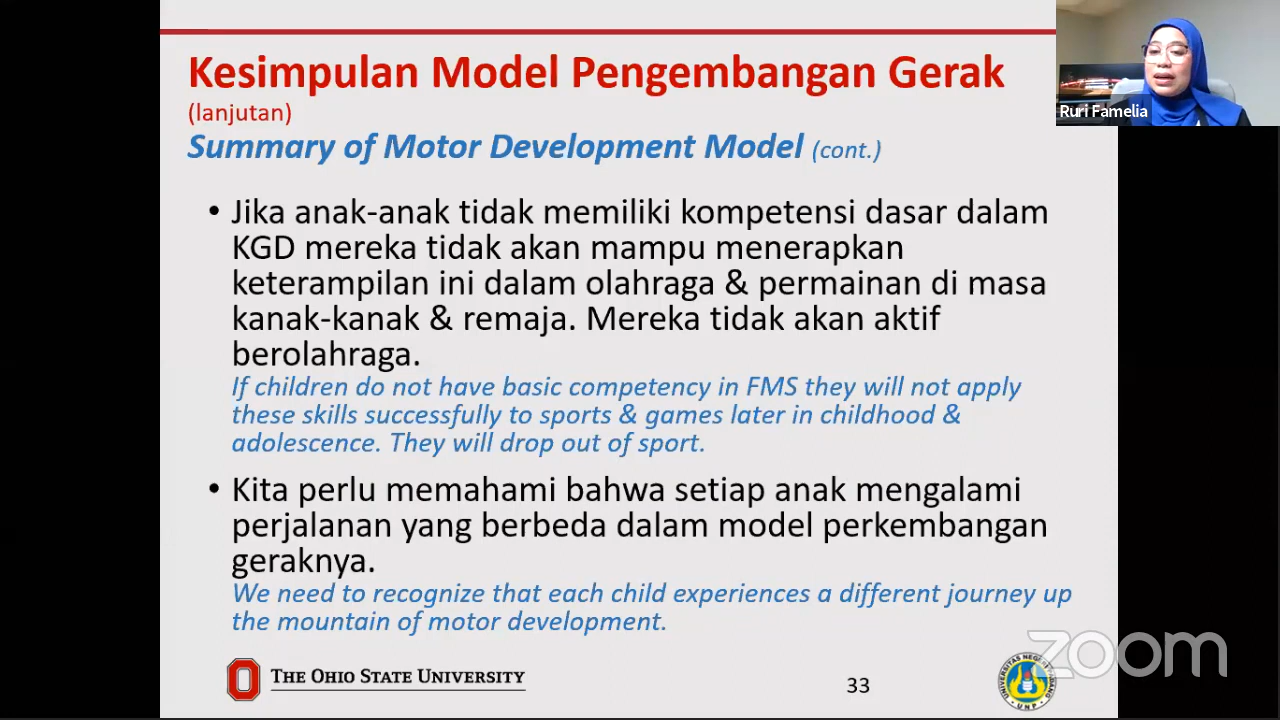 Kesimpulan Model Pengembangan Gerak
(lanjutan)
Summary of Motor Development Model (cont.)
• Jika anak-anak tidak memiliki kompetensi dasar dalam
KGD mereka tidak akan mampu menerapkan
keterampilan ini dalam olahraga & permainan di masa
kanak-kanak & remaja. Mereka tidak akan aktif
berolahraga.
If children do not have basic competency in FMS they will not apply
these skills successfully to sports & games later in childhood &
adolescence. They will drop out of sport.
• Kita perlu memahami bahwa setiap anak mengalami
perjalanan yang berbeda dalam model perkembangan
geraknya.
We need to recognize that each child experiences a different journey up
the mountain of motor development.
THE OHIO STATE UNIVERSITY
33
UNIVERSITAS NEGERI PADANG
UNP
zoom
Ruri Famelia